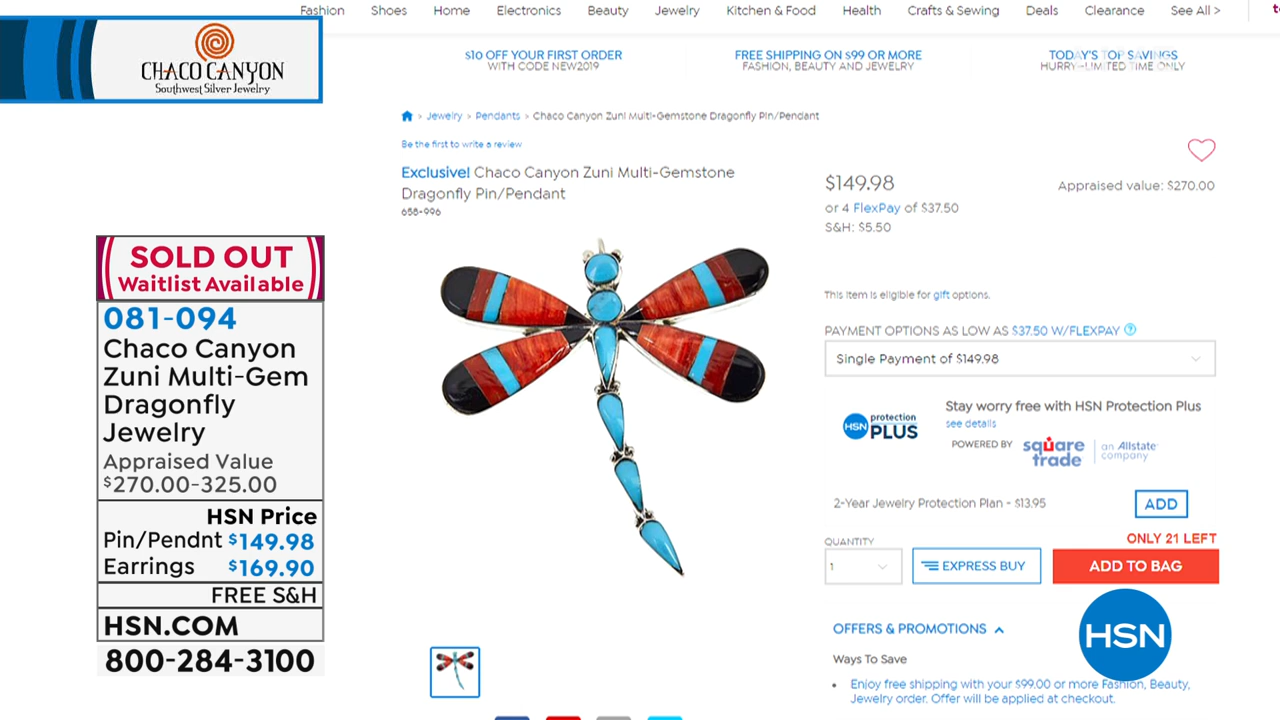 Fashion Shoes Home Electronics Beauty Jewelry Kitchen & Food Health Crafts & Sewing Deals Clearance See All >
CHACO CANYON
Southwest Silver Jewelry
$10 OFF YOUR FIRST ORDER
WITH CODE NEW2019
FREE SHIPPING ON $99 OR MORE
FASHION, BEAUTY AND JEWELRY
TODAY'S TOP SAVINGS
HURRY-LIMITED TIME ONLY
> Jewelry > Pendants > Chaco Canyon Zuni Multi-Gemstone Dragonfly Pin/Pendant
Be the first to write a review
Exclusive! Chaco Canyon Zuni Multi-Gemstone
Dragonfly Pin/Pendant
658-996
$149.98
Appraised value: $270.00
or 4 FlexPay of $37.50
S&H: $5.50
This item is eligible for gift options.
PAYMENT OPTIONS AS LOW AS $37.50 W/FLEXPAY ?
Single Payment of $149.98
HSN protection PLUS
Stay worry free with HSN Protection Plus
see details
POWERED BY square trade an Allstate company
2-Year Jewelry Protection Plan - $13.95
ADD
ONLY 21 LEFT
QUANTITY
1
EXPRESS BUY
ADD TO BAG
OFFERS & PROMOTIONS
Ways To Save
• Enjoy free shipping with your $99.00 or more Fashion, Beauty,
Jewelry order. Offer will be applied at checkout.
HSN
SOLD OUT
Waitlist Available
081-094
Chaco Canyon
Zuni Multi-Gem
Dragonfly
Jewelry
Appraised Value
$270.00-325.00
HSN Price
Pin/Pendnt $149.98
Earrings $169.90
FREE S&H
HSN.COM
800-284-3100